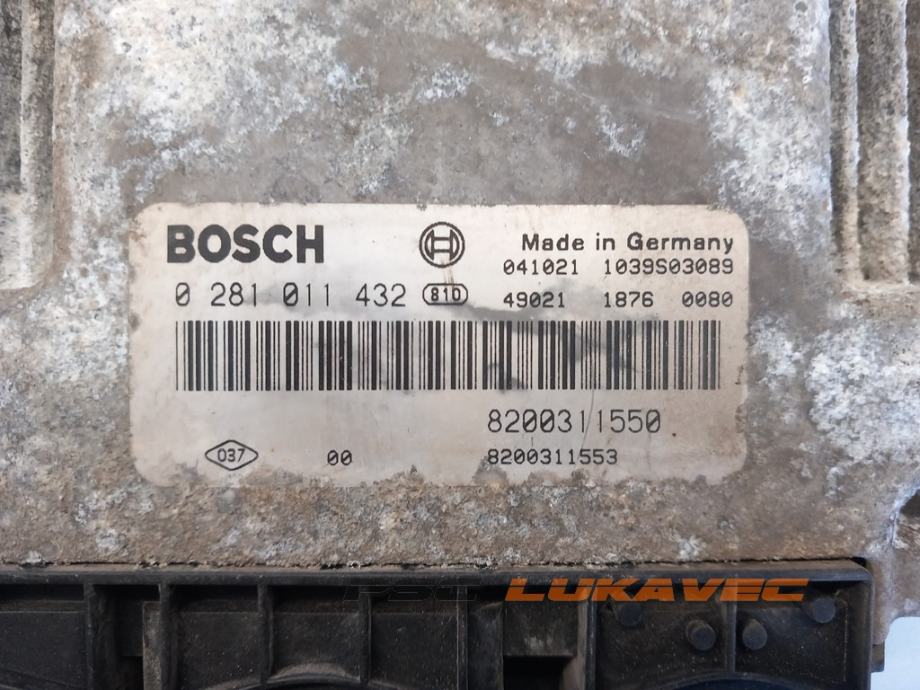 BOSCH
Made in Germany
041021 1039S03089
0 281 011 432 810
49021 1876 0080
8200311550
037 00 8200311553
PSC LUKAVEC